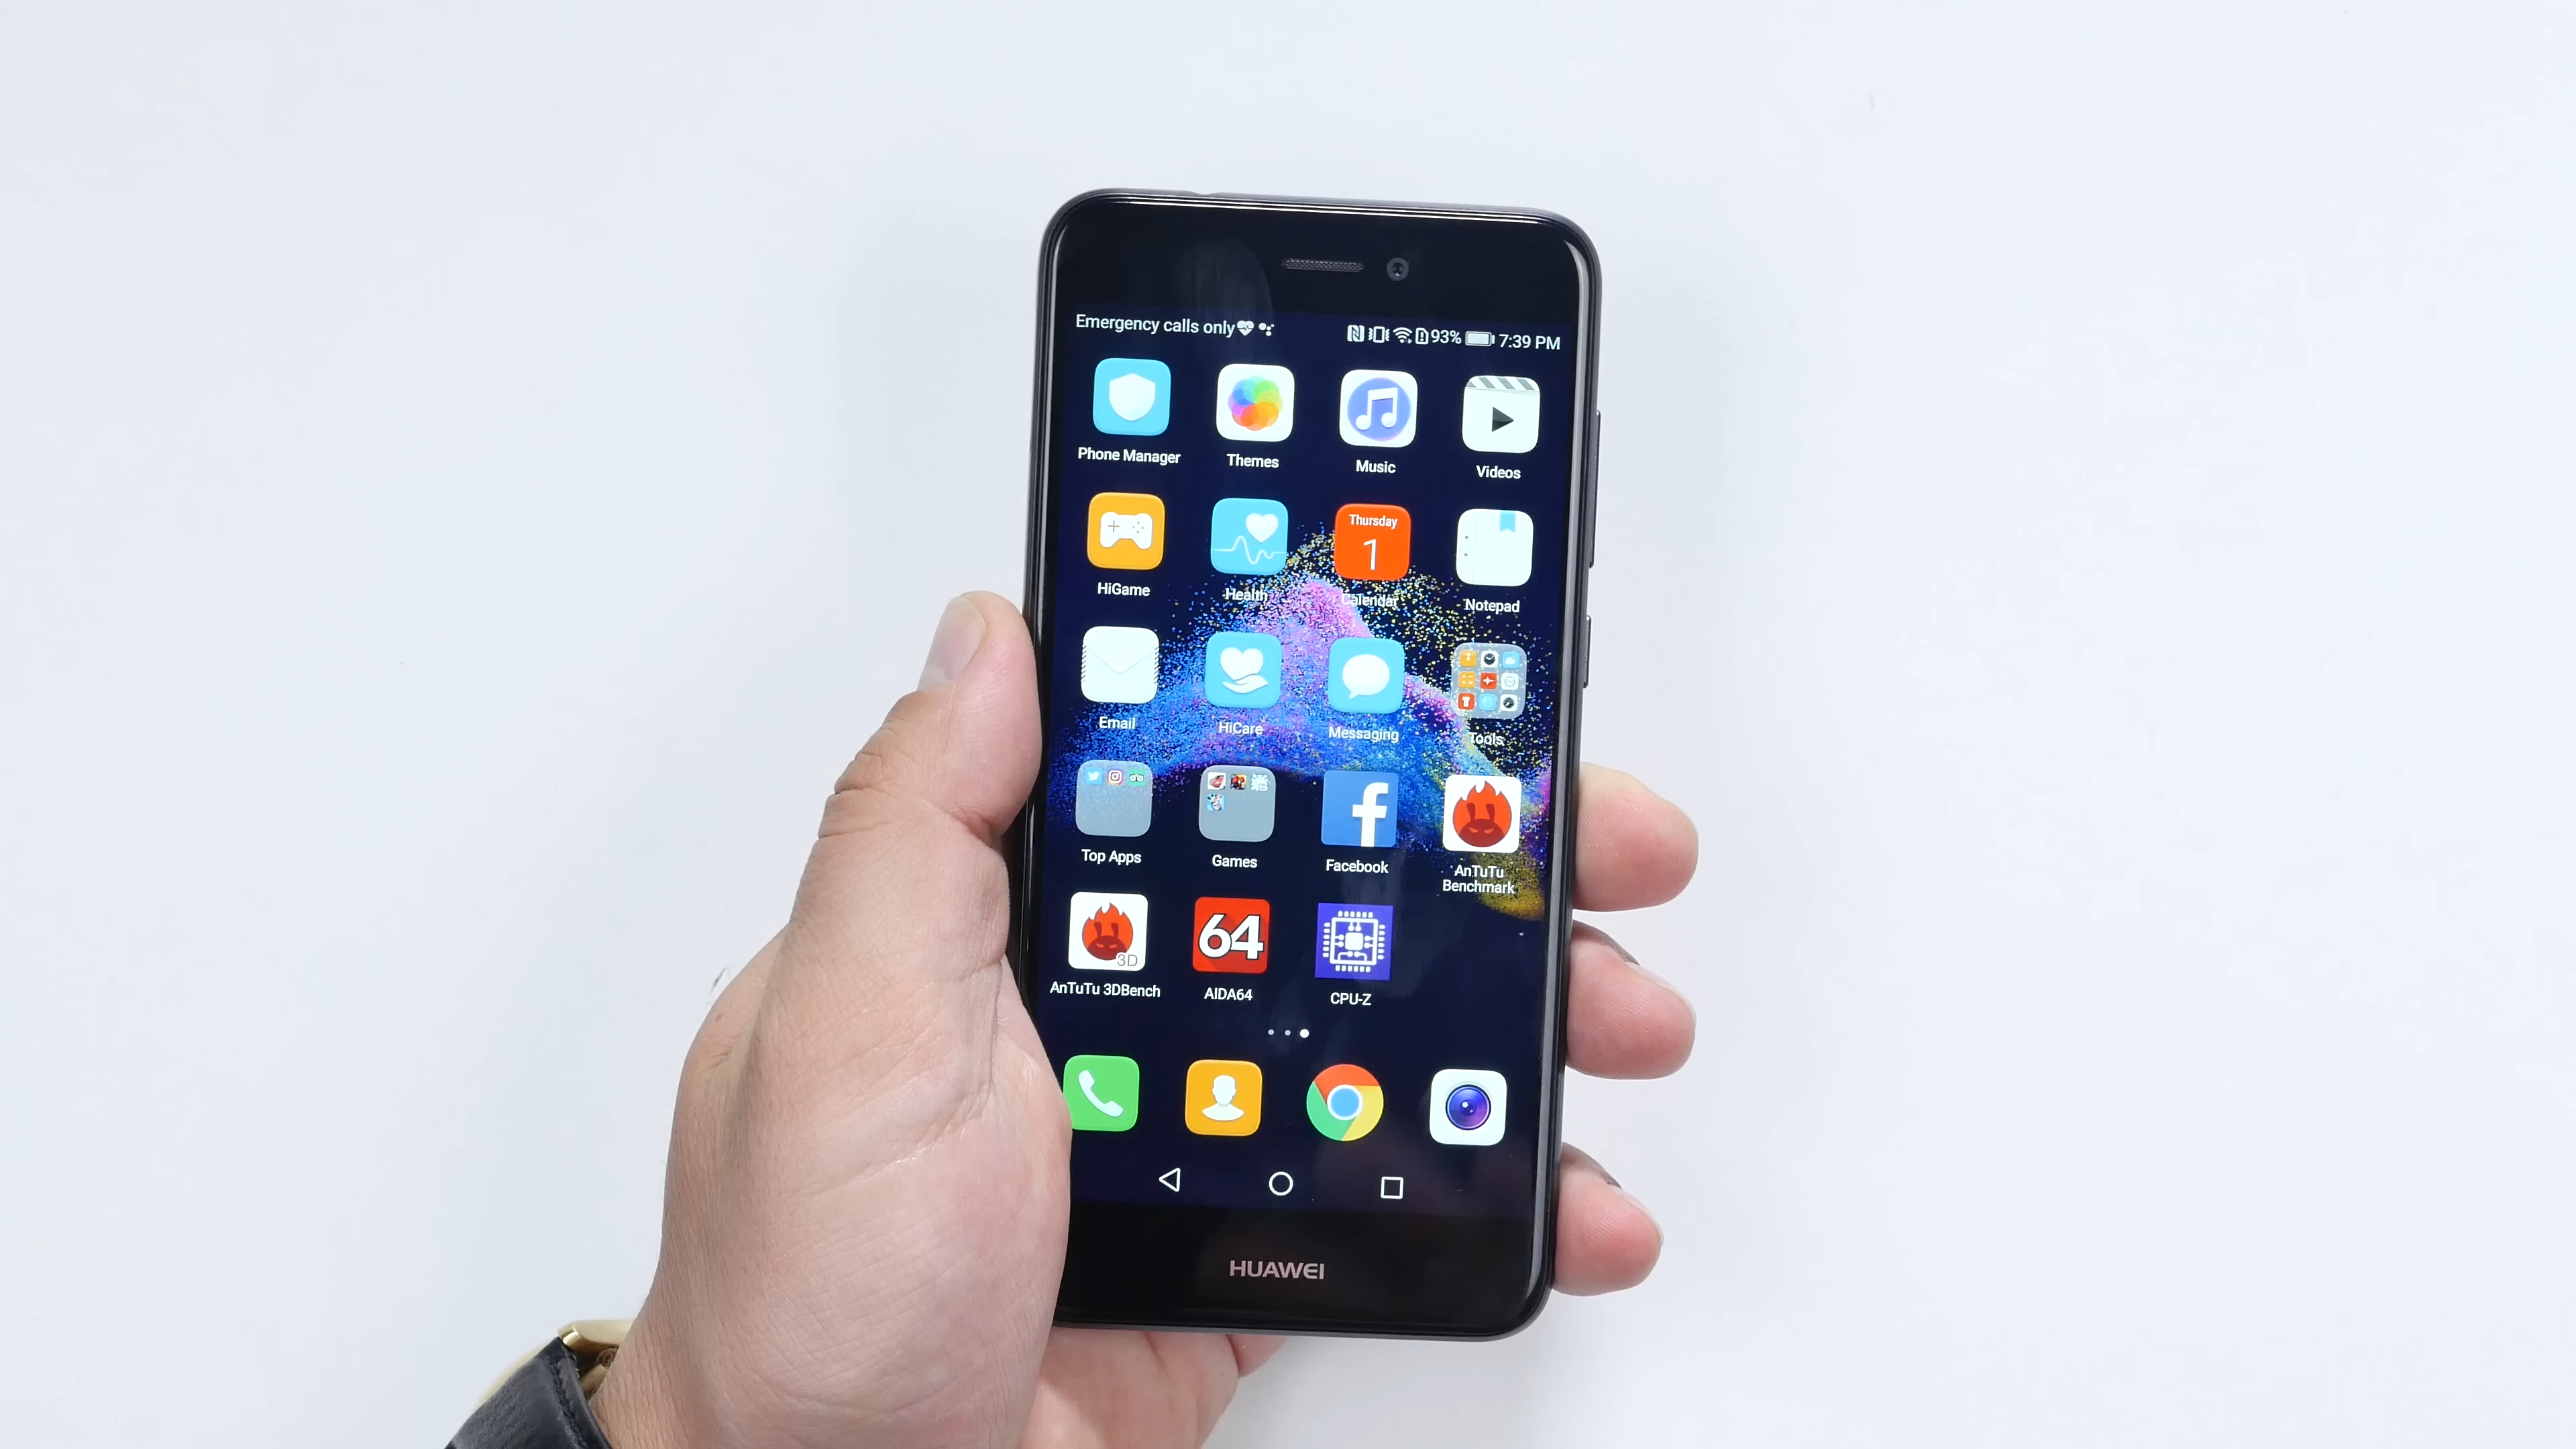 Emergency calls only
93% 7:39 PM
Phone Manager
Themes
Music
Videos
Thursday
1
HiGame
Health
Calendar
Notepad
Email
HiCare
Messaging
Tools
Top Apps
Games
Facebook
AnTuTu
Benchmark
3D
64
AnTuTu 3DBench
AIDA64
CPU-Z
HUAWEI